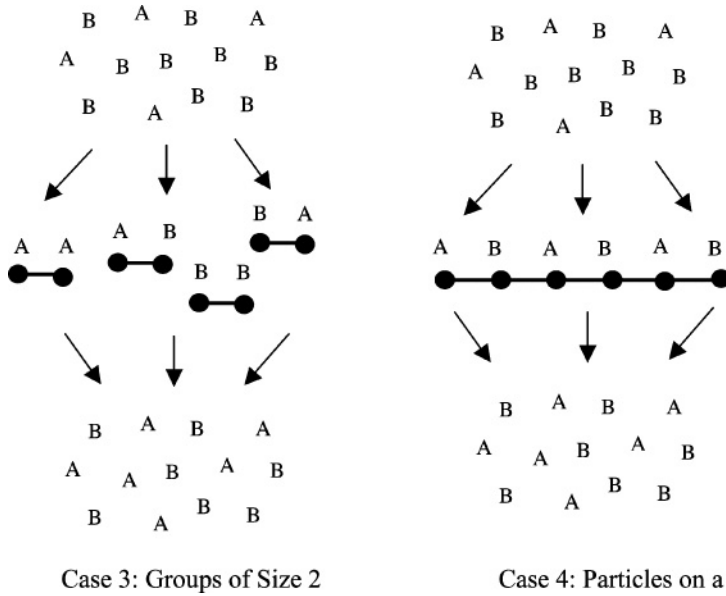 B A B A
A B B B B
B A B B
A A
A B
B B
B A
B A B A
A A B A B
B A B B
Case 3: Groups of Size 2
B A B A
A B B B B
B A B B
A B A B A B
B A B A
A A B A B
B A B B
Case 4: Particles on a